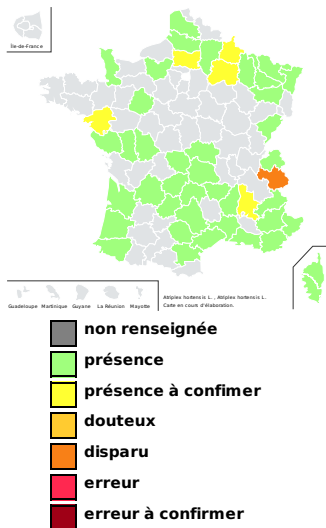 Île-de-France
Guadeloupe Martinique Guyane La Réunion Mayotte
Atriplex hortensis L. , Atriplex hortensis L.
Carte en cours d'élaboration.
non renseignée
présence
présence à confimer
douteux
disparu
erreur
erreur à confirmer